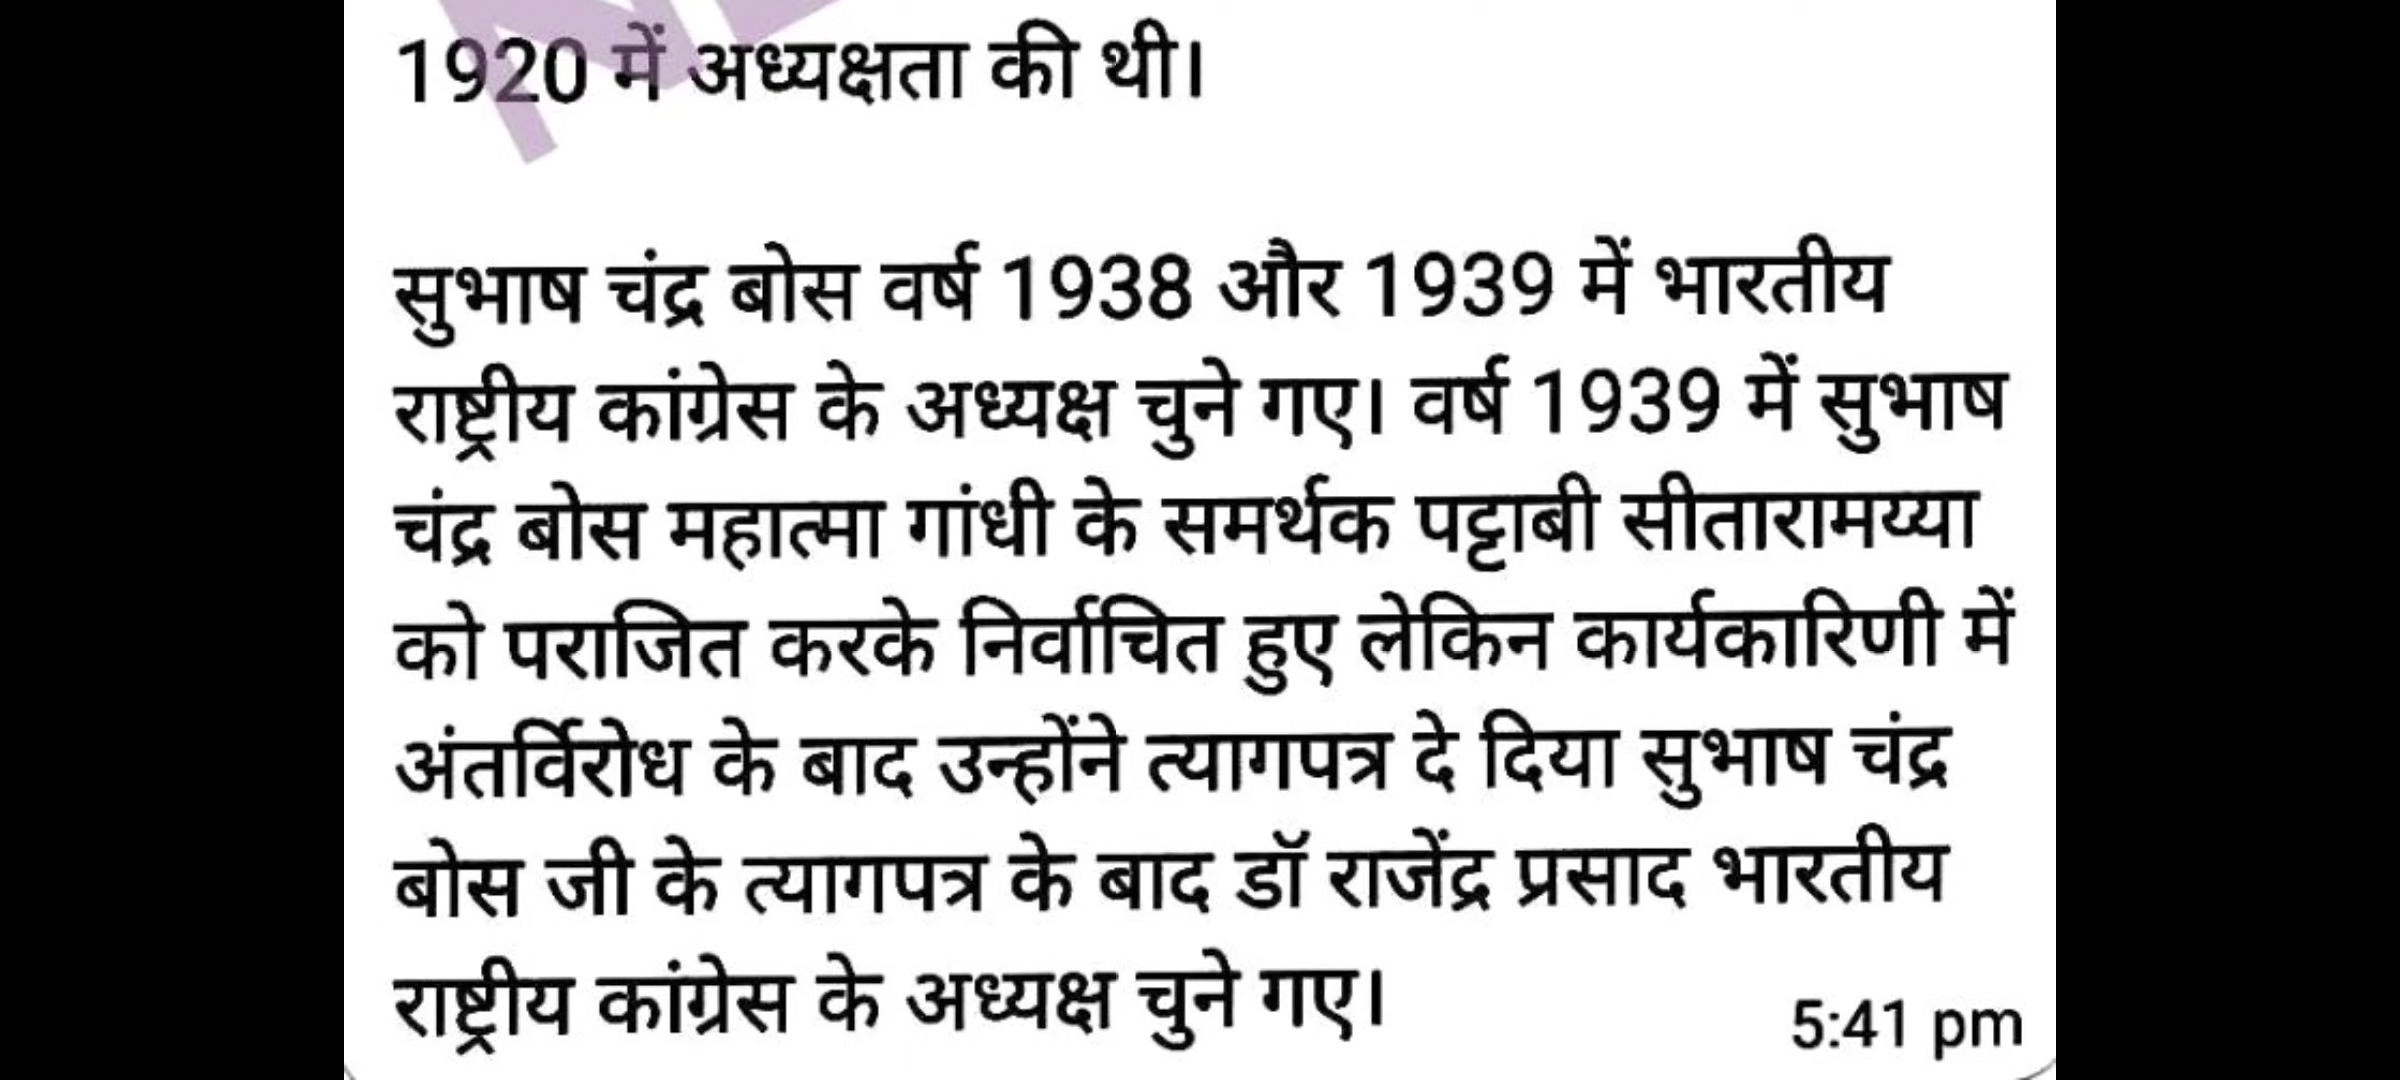 1920 में अध्यक्षता की थी।
सुभाष चंद्र बोस वर्ष 1938 और 1939 में भारतीय
राष्ट्रीय कांग्रेस के अध्यक्ष चुने गए। वर्ष 1939 में सुभाष
चंद्र बोस महात्मा गांधी के समर्थक पट्टाबी सीतारामय्या
को पराजित करके निर्वाचित हुए लेकिन कार्यकारिणी में
अंतर्विरोध के बाद उन्होंने त्यागपत्र दे दिया सुभाष चंद्र
बोस जी के त्यागपत्र के बाद डॉ राजेंद्र प्रसाद भारतीय
राष्ट्रीय कांग्रेस के अध्यक्ष चुने गए।
5:41 pm